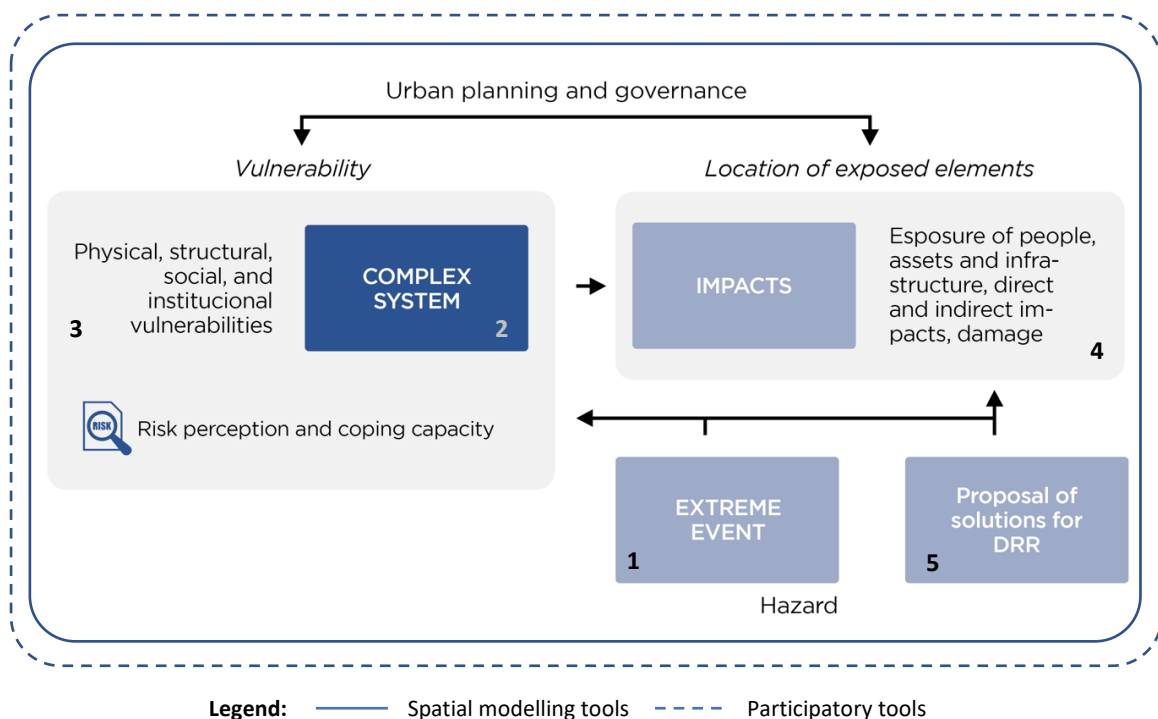 Urban planning and governance
Vulnerability
Location of exposed elements
Physical, structural,
social, and
institucional
vulnerabilities
3
COMPLEX
SYSTEM
2
IMPACTS
Esposure of people,
assets and infra-
structure, direct
and indirect im-
pacts, damage
4
RISK
Risk perception and coping capacity
EXTREME
EVENT
1
Proposal of
solutions for
DRR
5
Hazard
Legend: Spatial modelling tools Participatory tools